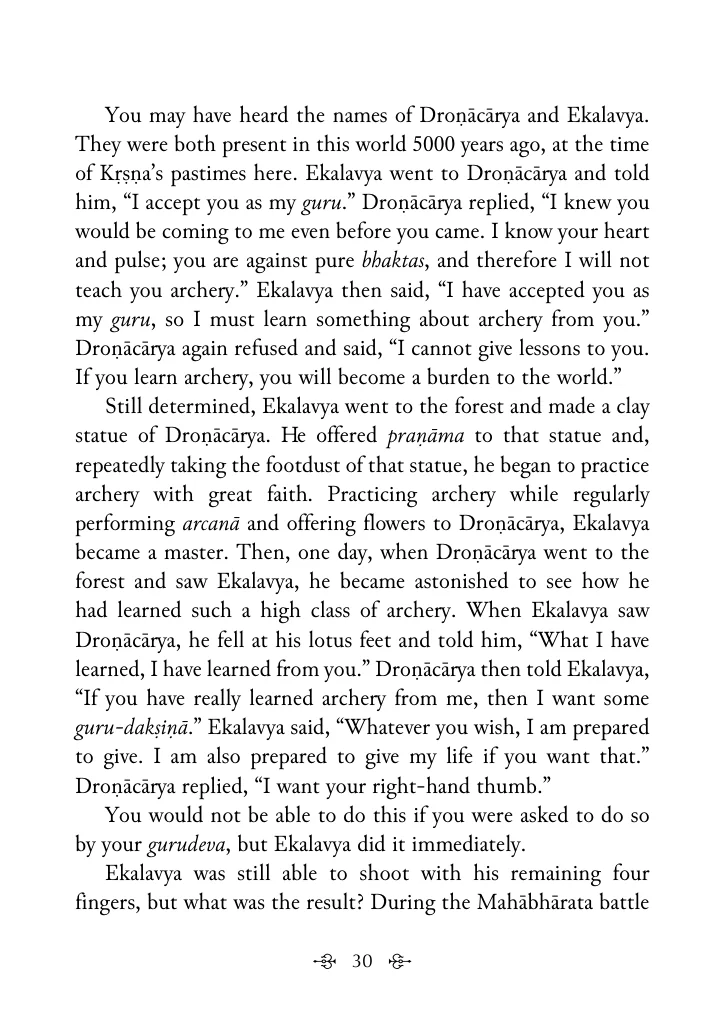 You may have heard the names of Droṇācārya and Ekalavya.
They were both present in this world 5000 years ago, at the time
of Kṛṣṇa’s pastimes here. Ekalavya went to Droṇācārya and told
him, “I accept you as my guru.” Droṇācārya replied, “I knew you
would be coming to me even before you came. I know your heart
and pulse; you are against pure bhaktas, and therefore I will not
teach you archery.” Ekalavya then said, “I have accepted you as
my guru, so I must learn something about archery from you.”
Droṇācārya again refused and said, “I cannot give lessons to you.
If you learn archery, you will become a burden to the world.”
Still determined, Ekalavya went to the forest and made a clay
statue of Droṇācārya. He offered praṇāma to that statue and,
repeatedly taking the footdust of that statue, he began to practice
archery with great faith. Practicing archery while regularly
performing arcanā and offering flowers to Droṇācārya, Ekalavya
became a master. Then, one day, when Droṇācārya went to the
forest and saw Ekalavya, he became astonished to see how he
had learned such a high class of archery. When Ekalavya saw
Droṇācārya, he fell at his lotus feet and told him, “What I have
learned, I have learned from you.” Droṇācārya then told Ekalavya,
“If you have really learned archery from me, then I want some
guru-dakṣiṇā.” Ekalavya said, “Whatever you wish, I am prepared
to give. I am also prepared to give my life if you want that.”
Droṇācārya replied, “I want your right-hand thumb.”
You would not be able to do this if you were asked to do so
by your gurudeva, but Ekalavya did it immediately.
Ekalavya was still able to shoot with his remaining four
fingers, but what was the result? During the Mahābhārata battle
30